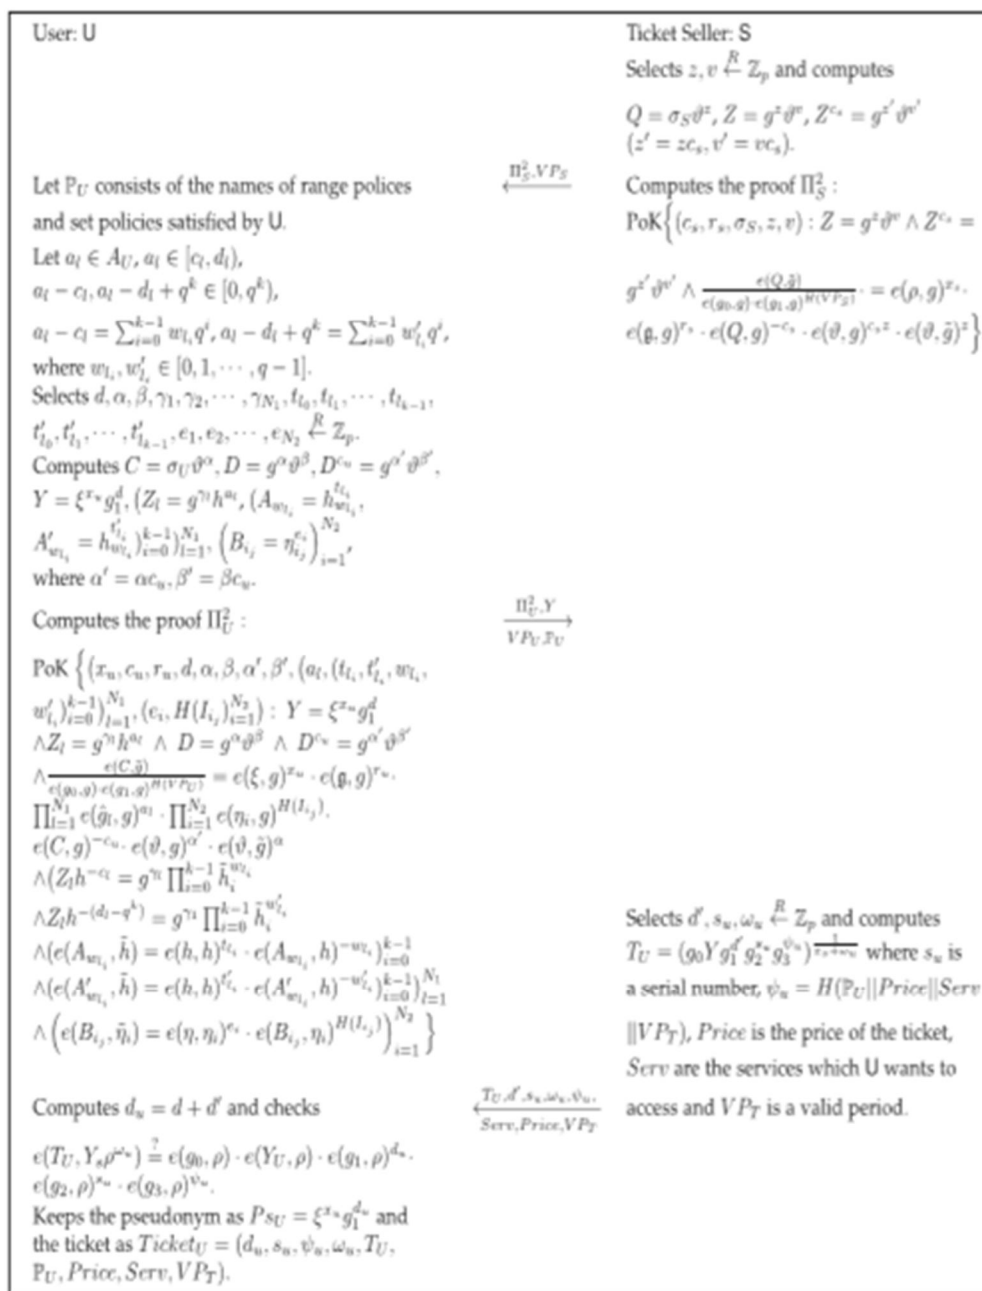 User: U
Let ℙ_U consists of the names of range polices
and set policies satisfied by U.
Let a_l ∈ A_U, a_l ∈ [c_l, d_l),
a_l − c_l, a_l − d_l + q^k ∈ [0, q^k),
a_l − c_l = ∑_{i=0}^{k−1} w_{l_i} q^i, a_l − d_l + q^k = ∑_{i=0}^{k−1} w'_{l_i} q^i,
where w_{l_i}, w'_{l_i} ∈ [0, 1, ⋯, q − 1].
Selects d, α, β, γ_1, γ_2, ⋯, γ_{N_1}, t_{l_0}, t_{l_1}, ⋯, t_{l_{k−1}},
t'_{l_0}, t'_{l_1}, ⋯, t'_{l_{k−1}}, e_1, e_2, ⋯, e_{N_2} ←^R ℤ_p.
Computes C = σ_U ϑ^α, D = g^α ϑ^β, D^{c_u} = g^{α'} ϑ^{β'},
Y = ξ^{x_u} g_1^d, (Z_l = g^{γ_l} h^{a_l}, (A_{w_{l_i}} = h_{w_{l_i}}^{t_{l_i}},
A'_{w_{l_i}} = h_{w'_{l_i}}^{t'_{l_i}})_{i=0}^{k−1})_{l=1}^{N_1}, (B_{i_j} = η_{i_j}^{e_i})_{i=1}^{N_2},
where α' = αc_u, β' = βc_u.
Computes the proof Π_U^2 :
PoK {(x_u, c_u, r_u, d, α, β, α', β', (a_l, (t_{l_i}, t'_{l_i}, w_{l_i},
w'_{l_i})_{i=0}^{k−1})_{l=1}^{N_1}, (e_i, H(I_{i_j})_{i=1}^{N_2}) : Y = ξ^{x_u} g_1^d
∧Z_l = g^{γ_l} h^{a_l} ∧ D = g^α ϑ^β ∧ D^{c_u} = g^{α'} ϑ^{β'}
∧ e(C,g̃) / e(g_0,g)·e(g_1,g)^{H(VP_U)} = e(ξ, g)^{x_u} · e(𝔤, g)^{r_u}·
∏_{l=1}^{N_1} e(ĝ_l, g)^{a_l} · ∏_{i=1}^{N_2} e(η_i, g)^{H(I_{i_j})}·
e(C, g)^{−c_u} · e(ϑ, g)^{α'} · e(ϑ, g̃)^α
∧(Z_l h^{−c_l} = g^{γ_l} ∏_{i=0}^{k−1} h̃_i^{w_{l_i}}
∧Z_l h^{−(d_l−q^k)} = g^{γ_l} ∏_{i=0}^{k−1} h̃_i^{w'_{l_i}}
∧(e(A_{w_{l_i}}, h̃) = e(h, h)^{t_{l_i}} · e(A_{w_{l_i}}, h)^{−w_{l_i}})_{i=0}^{k−1}
∧(e(A'_{w_{l_i}}, h̃) = e(h, h)^{t'_{l_i}} · e(A'_{w_{l_i}}, h)^{−w'_{l_i}})_{i=0}^{k−1})_{l=1}^{N_1}
∧ (e(B_{i_j}, η̃_i) = e(η, η_i)^{e_i} · e(B_{i_j}, η_i)^{H(I_{i_j})})_{i=1}^{N_2}}
Computes d_u = d + d' and checks
e(T_U, Y_s ρ^{ω_u}) =^? e(g_0, ρ) · e(Y_U, ρ) · e(g_1, ρ)^{d_u}·
e(g_2, ρ)^{s_u} · e(g_3, ρ)^{ψ_u}.
Keeps the pseudonym as Ps_U = ξ^{x_u} g_1^{d_u} and
the ticket as Ticket_U = (d_u, s_u, ψ_u, ω_u, T_U,
ℙ_U, Price, Serv, VP_T).
Π_S^2, VP_S
←
Π_U^2, Y
→
VP_U, ℙ_U
T_U, d', s_u, ω_u, ψ_u,
←
Serv, Price, VP_T
Ticket Seller: S
Selects z, v ←^R ℤ_p and computes
Q = σ_S ϑ^z, Z = g^z ϑ^v, Z^{c_s} = g^{z'} ϑ^{v'}
(z' = zc_s, v' = vc_s).
Computes the proof Π_S^2 :
PoK{(c_s, r_s, σ_S, z, v) : Z = g^z ϑ^v ∧ Z^{c_s} =
g^{z'} ϑ^{v'} ∧ e(Q,g̃) / e(g_0,g)·e(g_1,g)^{H(VP_S)} · = e(ρ, g)^{x_s}·
e(𝔤, g)^{r_s} · e(Q, g)^{−c_s} · e(ϑ, g)^{c_s z} · e(ϑ, g̃)^z}
Selects d', s_u, ω_u ←^R ℤ_p and computes
T_U = (g_0 Y g_1^{d'} g_2^{s_u} g_3^{ψ_u})^{1/(x_s+ω_u)} where s_u is
a serial number, ψ_u = H(ℙ_U||Price||Serv
||VP_T), Price is the price of the ticket,
Serv are the services which U wants to
access and VP_T is a valid period.